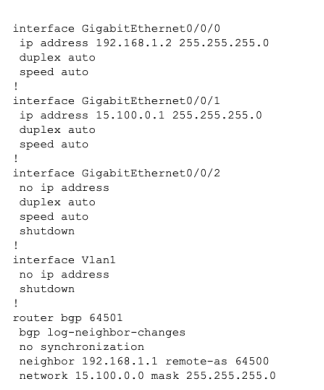 interface GigabitEthernet0/0/0
 ip address 192.168.1.2 255.255.255.0
 duplex auto
 speed auto
!
interface GigabitEthernet0/0/1
 ip address 15.100.0.1 255.255.255.0
 duplex auto
 speed auto
!
interface GigabitEthernet0/0/2
 no ip address
 duplex auto
 speed auto
 shutdown
!
interface Vlan1
 no ip address
 shutdown
!
router bgp 64501
 bgp log-neighbor-changes
 no synchronization
 neighbor 192.168.1.1 remote-as 64500
 network 15.100.0.0 mask 255.255.255.0